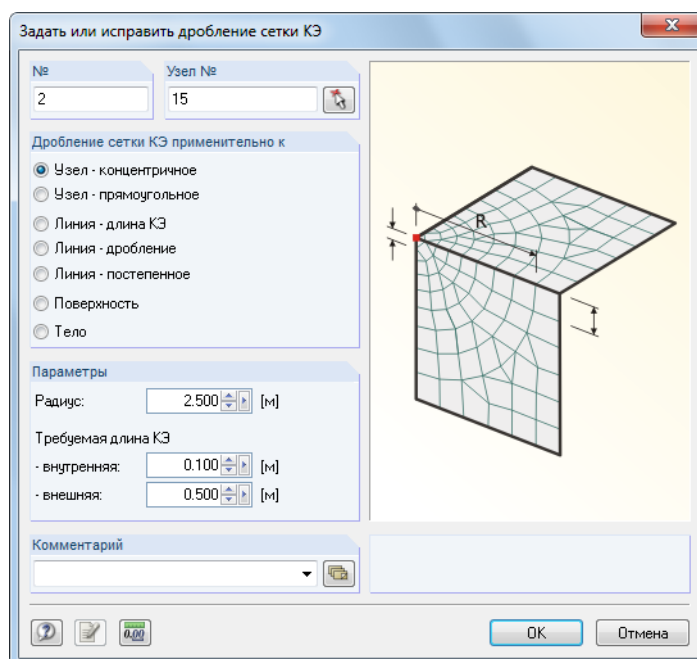 Задать или исправить дробление сетки КЭ
№
Узел №
2
15
Дробление сетки КЭ применительно к
Узел - концентричное
Узел - прямоугольное
Линия - длина КЭ
Линия - дробление
Линия - постепенное
Поверхность
Тело
R
Параметры
Радиус: 2.500 [м]
Требуемая длина КЭ
- внутренняя: 0.100 [м]
- внешняя: 0.500 [м]
Комментарий
0.00
OK
Отмена